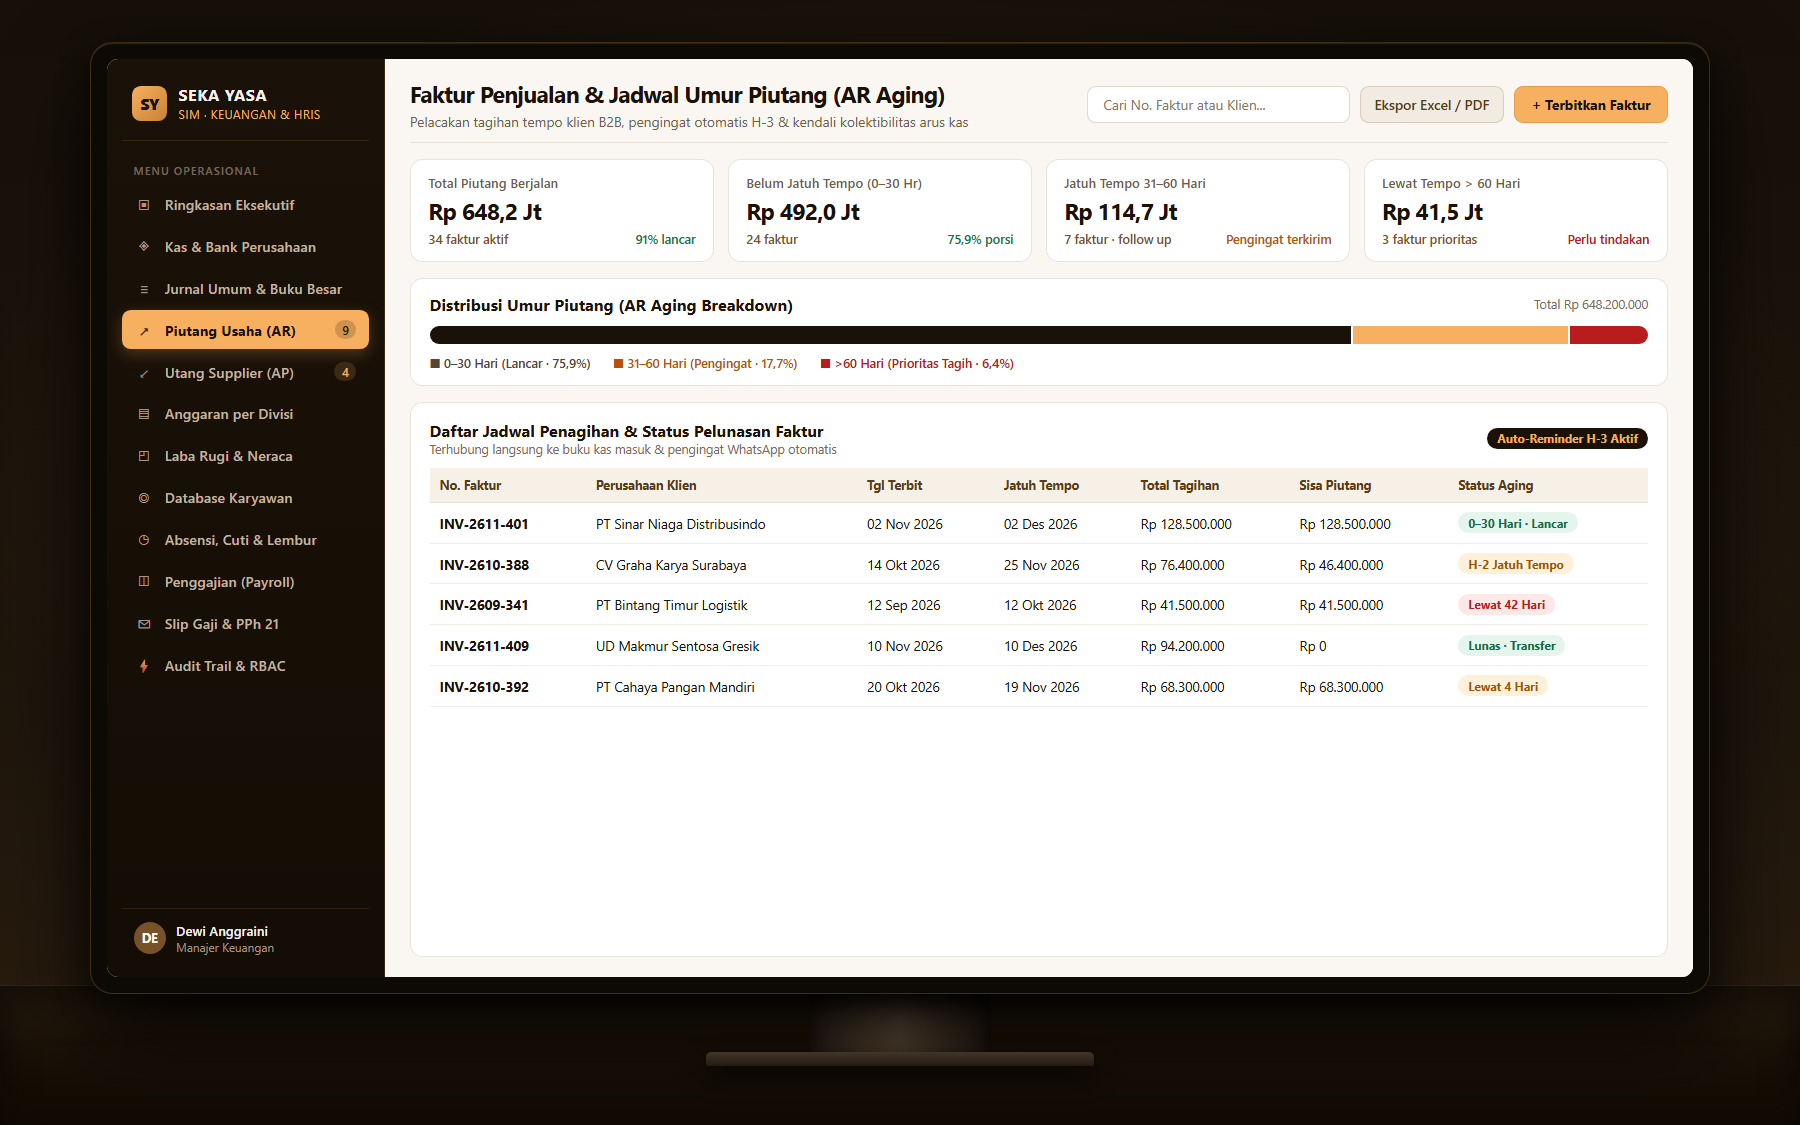 SY
SEKA YASA
SIM · KEUANGAN & HRIS
MENU OPERASIONAL
Ringkasan Eksekutif
Kas & Bank Perusahaan
Jurnal Umum & Buku Besar
Piutang Usaha (AR) 9
Utang Supplier (AP) 4
Anggaran per Divisi
Laba Rugi & Neraca
Database Karyawan
Absensi, Cuti & Lembur
Penggajian (Payroll)
Slip Gaji & PPh 21
Audit Trail & RBAC
DE
Dewi Anggraini
Manajer Keuangan
Faktur Penjualan & Jadwal Umur Piutang (AR Aging)
Pelacakan tagihan tempo klien B2B, pengingat otomatis H-3 & kendali kolektibilitas arus kas
Cari No. Faktur atau Klien...
Ekspor Excel / PDF
+ Terbitkan Faktur
Total Piutang Berjalan
Rp 648,2 Jt
34 faktur aktif 91% lancar
Belum Jatuh Tempo (0–30 Hr)
Rp 492,0 Jt
24 faktur 75,9% porsi
Jatuh Tempo 31–60 Hari
Rp 114,7 Jt
7 faktur · follow up Pengingat terkirim
Lewat Tempo > 60 Hari
Rp 41,5 Jt
3 faktur prioritas Perlu tindakan
Distribusi Umur Piutang (AR Aging Breakdown) Total Rp 648.200.000
0–30 Hari (Lancar · 75,9%) 31–60 Hari (Pengingat · 17,7%) >60 Hari (Prioritas Tagih · 6,4%)
Daftar Jadwal Penagihan & Status Pelunasan Faktur
Terhubung langsung ke buku kas masuk & pengingat WhatsApp otomatis
Auto-Reminder H-3 Aktif
No. Faktur Perusahaan Klien Tgl Terbit Jatuh Tempo Total Tagihan Sisa Piutang Status Aging
INV-2611-401 PT Sinar Niaga Distribusindo 02 Nov 2026 02 Des 2026 Rp 128.500.000 Rp 128.500.000 0–30 Hari · Lancar
INV-2610-388 CV Graha Karya Surabaya 14 Okt 2026 25 Nov 2026 Rp 76.400.000 Rp 46.400.000 H-2 Jatuh Tempo
INV-2609-341 PT Bintang Timur Logistik 12 Sep 2026 12 Okt 2026 Rp 41.500.000 Rp 41.500.000 Lewat 42 Hari
INV-2611-409 UD Makmur Sentosa Gresik 10 Nov 2026 10 Des 2026 Rp 94.200.000 Rp 0 Lunas · Transfer
INV-2610-392 PT Cahaya Pangan Mandiri 20 Okt 2026 19 Nov 2026 Rp 68.300.000 Rp 68.300.000 Lewat 4 Hari